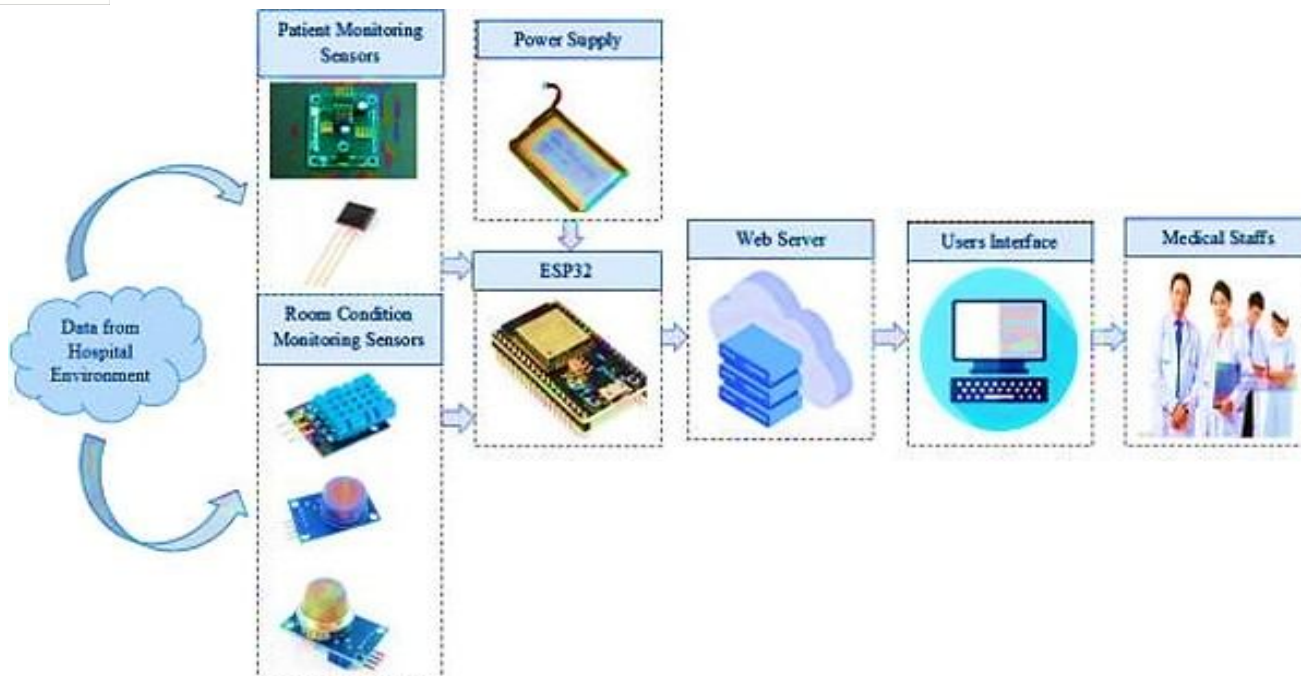 Patient Monitoring
Sensors
Power Supply
Web Server
Users Interface
Medical Staffs
ESP32
Data from
Hospital
Environment
Room Condition
Monitoring Sensors